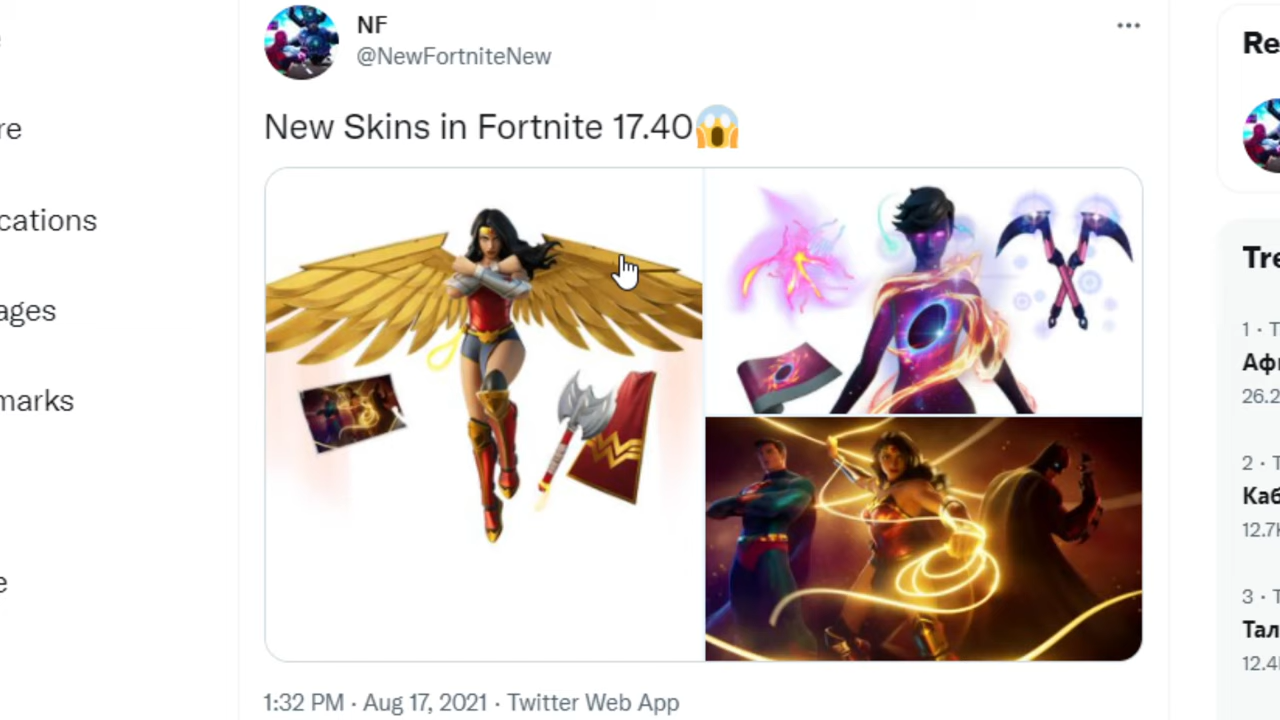 NF
@NewFortniteNew
New Skins in Fortnite 17.40😱
1:32 PM · Aug 17, 2021 · Twitter Web App
re
cations
ages
marks
e
Re
Tre
1 · T
Афг
26.2
2 · T
Каб
12.7K
3 · T
Тал
12.4